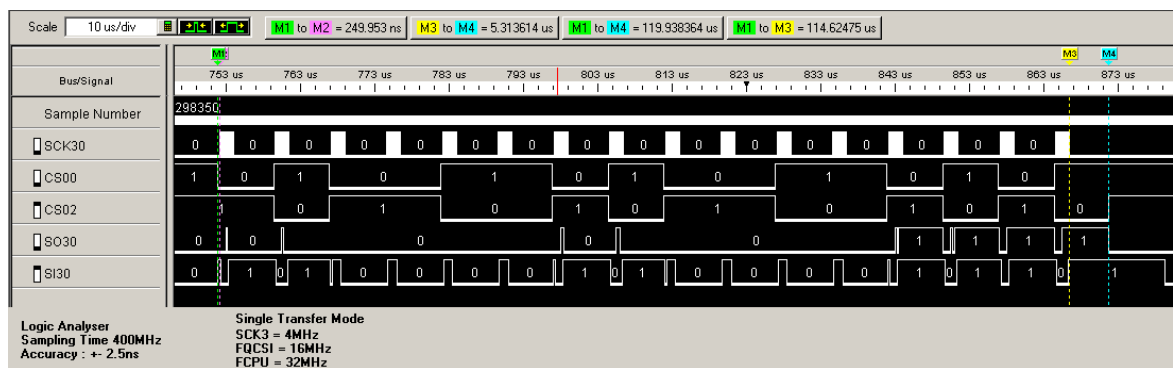 Scale 10 us/div M1 to M2 = 249.953 ns M3 to M4 = 5.313614 us M1 to M4 = 119.938364 us M1 to M3 = 114.62475 us
M1 M3 M4
Bus/Signal 753 us 763 us 773 us 783 us 793 us 803 us 813 us 823 us 833 us 843 us 853 us 863 us 873 us
Sample Number 298350
SCK30 0 0 0 0 0 0 0 0 0 0 0 0 0 0 0 0
CS00 1 0 1 0 1 0 1 0 1 0 1 0
CS02 1 0 1 0 1 0 1 0 1 0 1 0
SO30 0 0 0 0 0 1 1 1 1
SI30 0 1 0 1 0 0 0 0 1 0 1 0 0 0 0 1 0 1 1 0 1
Logic Analyser
Sampling Time 400MHz
Accuracy : +- 2.5ns
Single Transfer Mode
SCK3 = 4MHz
FQCSI = 16MHz
FCPU = 32MHz